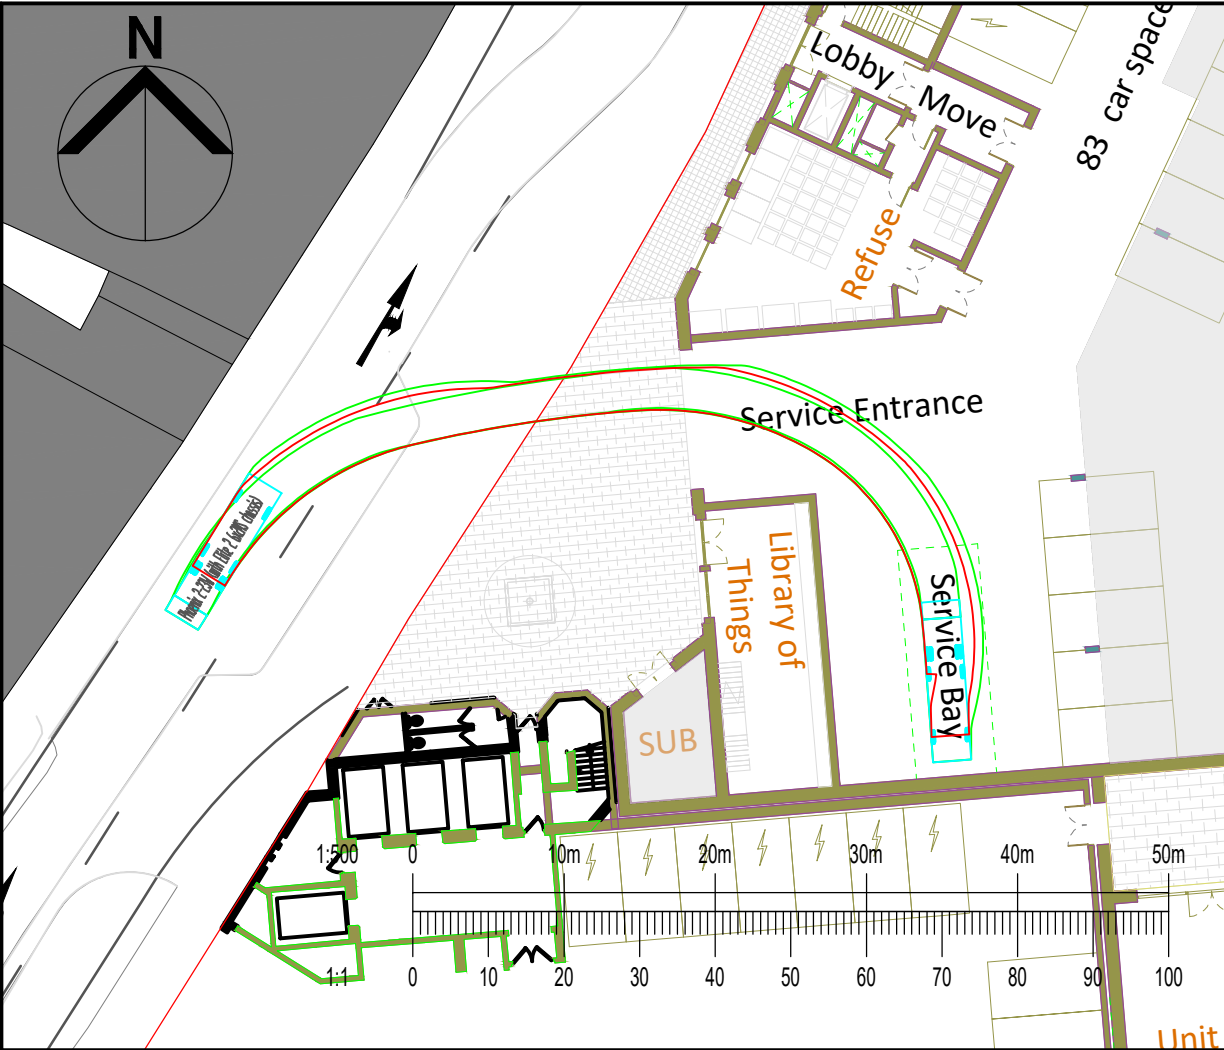 N
Lobby
Move
83 car space
Refuse
Service Entrance
Library of
Things
Service Bay
SUB
1:500 0 10m 20m 30m 40m 50m
1:1 0 10 20 30 40 50 60 70 80 90 100
Unit